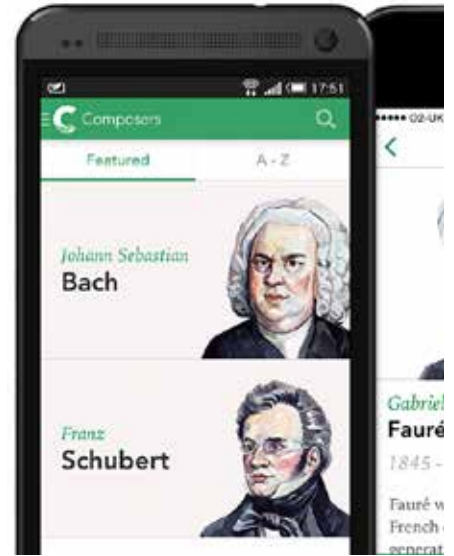 17:51
Composers
Featured
A - Z
Johann Sebastian
Bach
Franz
Schubert
O2-UK
Gabriel
Fauré
1845 -
Fauré w
French
generat